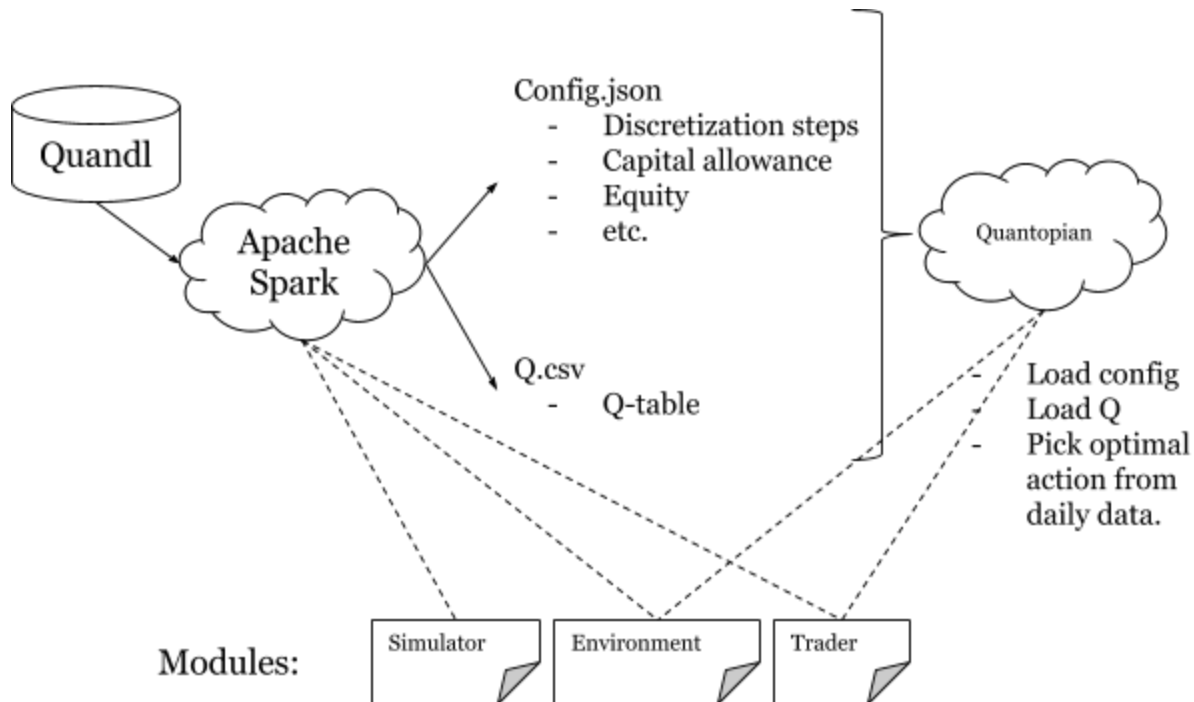 Quandl
Apache
Spark
Config.json
- Discretization steps
- Capital allowance
- Equity
- etc.
Q.csv
- Q-table
Quantopian
- Load config
- Load Q
- Pick optimal
action from
daily data.
Modules:
Simulator
Environment
Trader